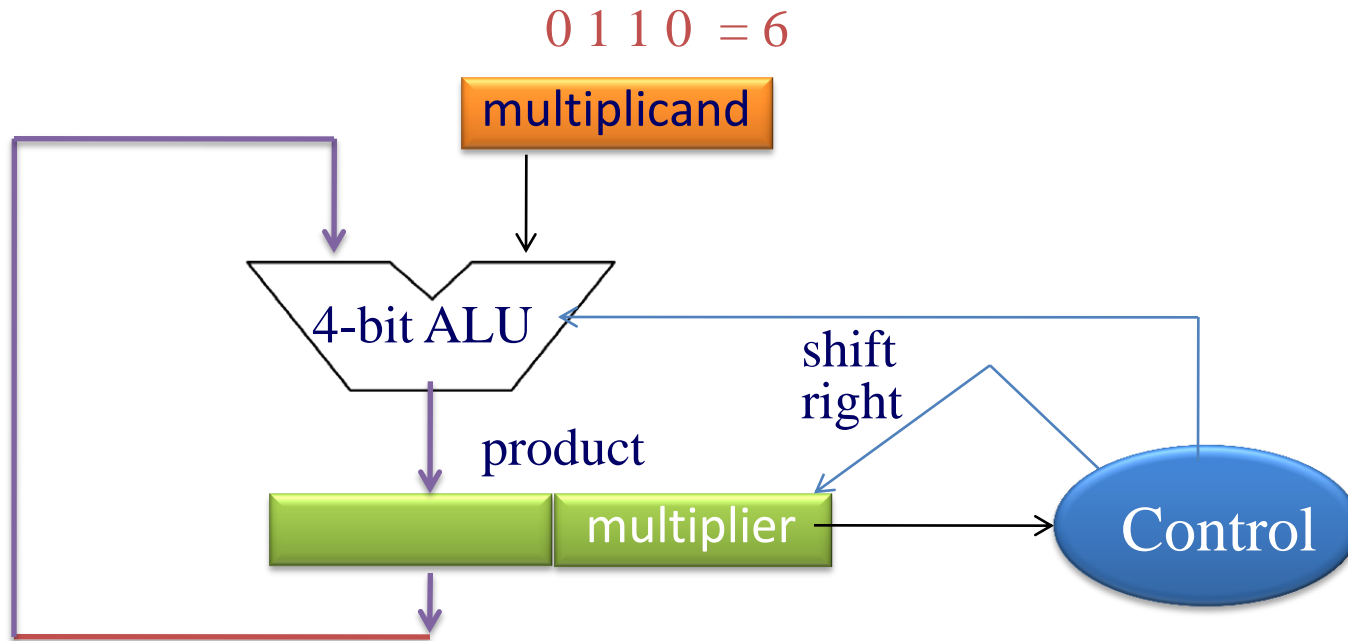 0 1 1 0 = 6
multiplicand
4-bit ALU
shift
right
product
multiplier
Control